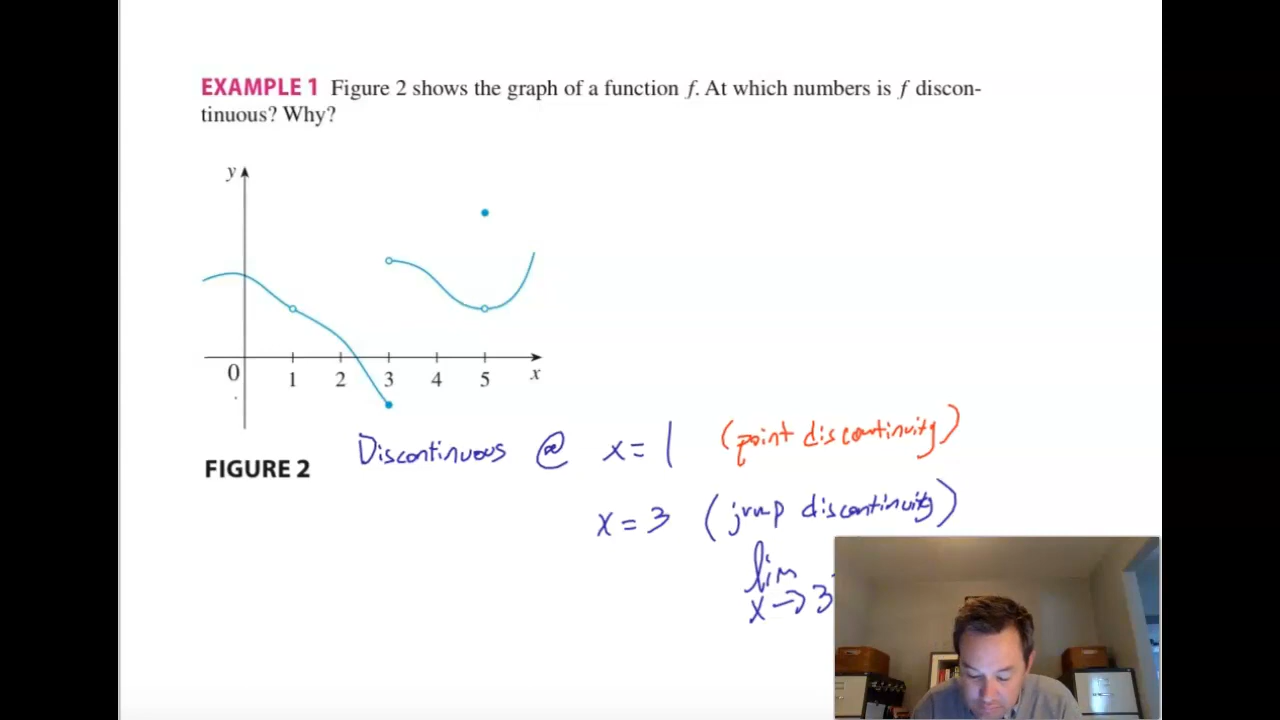 EXAMPLE 1 Figure 2 shows the graph of a function f. At which numbers is f discon-
tinuous? Why?
y
0 1 2 3 4 5 x
Discontinuous @ x = 1 (point discontinuity)
FIGURE 2
x = 3 (jump discontinuity)
lim
x → 3